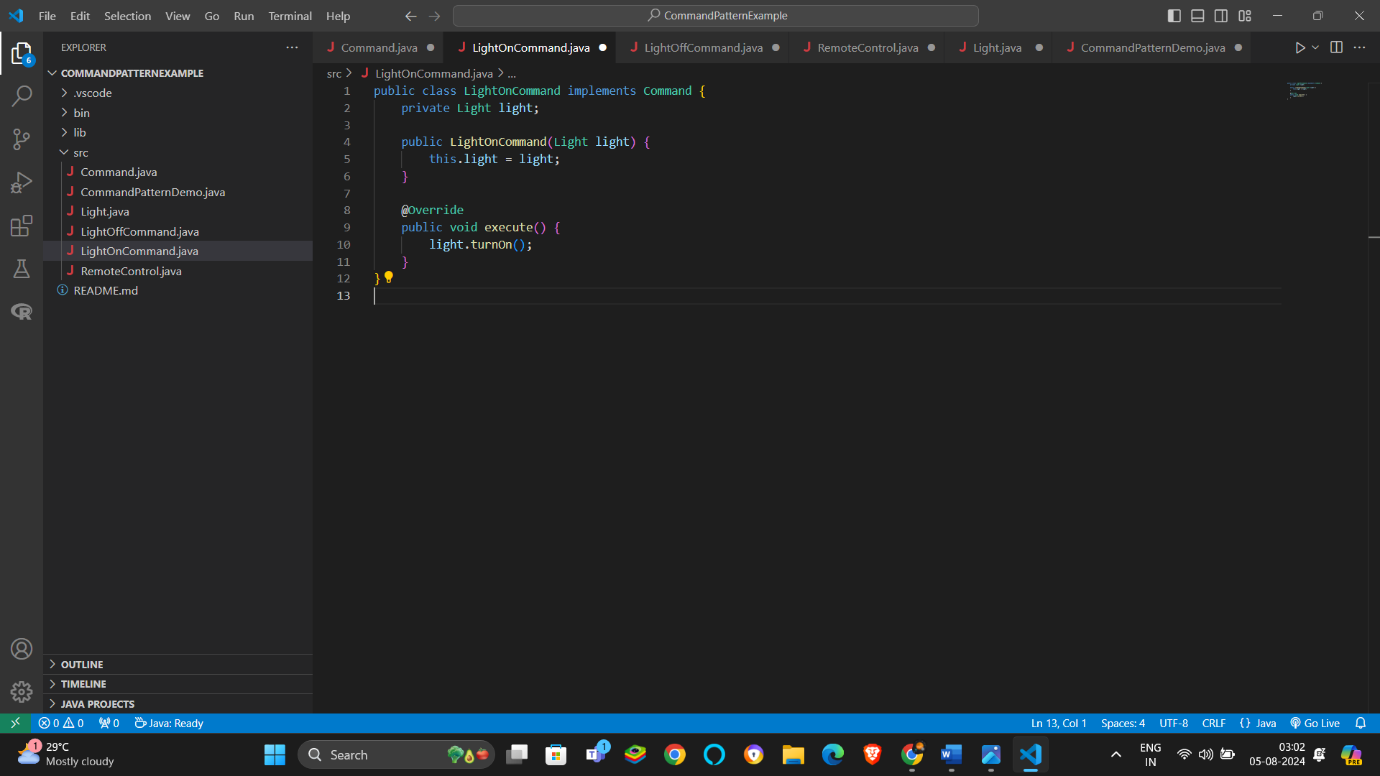 File Edit Selection View Go Run Terminal Help CommandPatternExample
EXPLORER
COMMANDPATTERNEXAMPLE
.vscode
bin
lib
src
Command.java
CommandPatternDemo.java
Light.java
LightOffCommand.java
LightOnCommand.java
RemoteControl.java
README.md
OUTLINE
TIMELINE
JAVA PROJECTS
6
Command.java LightOnCommand.java LightOffCommand.java RemoteControl.java Light.java CommandPatternDemo.java
src > LightOnCommand.java > ...
1 public class LightOnCommand implements Command {
2 private Light light;
3
4 public LightOnCommand(Light light) {
5 this.light = light;
6 }
7
8 @Override
9 public void execute() {
10 light.turnOn();
11 }
12 }
13
0 0 0 Java: Ready Ln 13, Col 1 Spaces: 4 UTF-8 CRLF {} Java Go Live
1 29°C
Mostly cloudy
Search
1
ENG
IN
03:02
05-08-2024
PRE